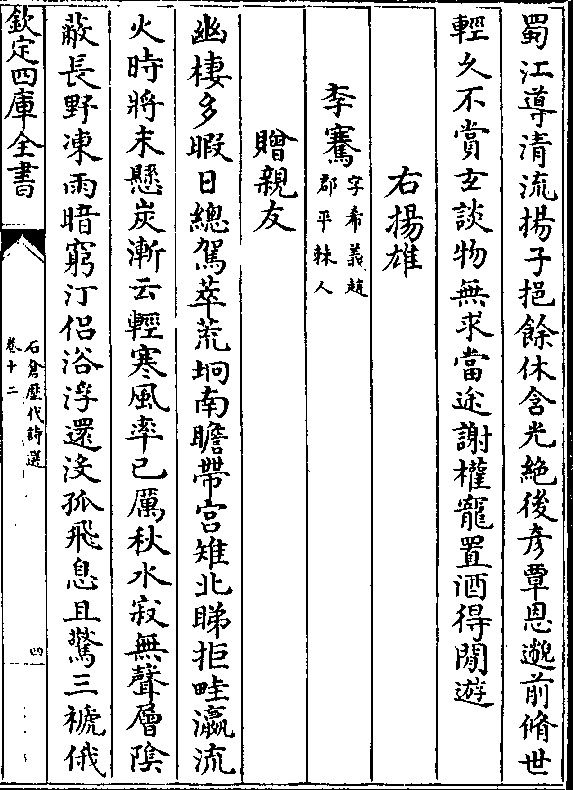 蜀江導清流揚子挹餘休含光絶後彦覃恩邈前脩世
輕久不賞𤣥談物無求當途謝權寵置酒得閒遊
右揚雄
李騫字希義趙郡平棘人
贈親友
幽棲多暇日總駕萃荒坰南瞻帶宫雉北睇拒畦瀛流
火時將末懸炭漸云輕寒風率已厲秋水寂無聲層隂
蔽長野凍雨暗窮汀侣浴浮還沒孤飛息且驚三褫俄
欽定四庫全書
石倉歷代詩選
卷十二
四